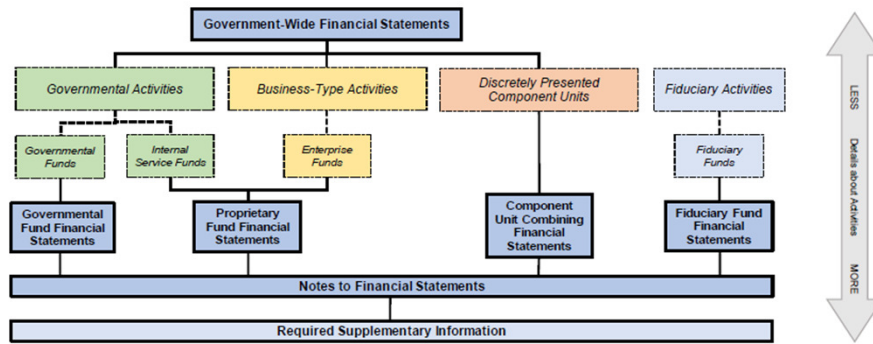 Government-Wide Financial Statements
Governmental Activities
Business-Type Activities
Discretely Presented
Component Units
Fiduciary Activities
Governmental
Funds
Internal
Service Funds
Enterprise
Funds
Fiduciary
Funds
Governmental
Fund Financial
Statements
Proprietary
Fund Financial
Statements
Component
Unit Combining
Financial
Statements
Fiduciary Fund
Financial
Statements
Notes to Financial Statements
Required Supplementary Information
LESS
Details about Activities
MORE